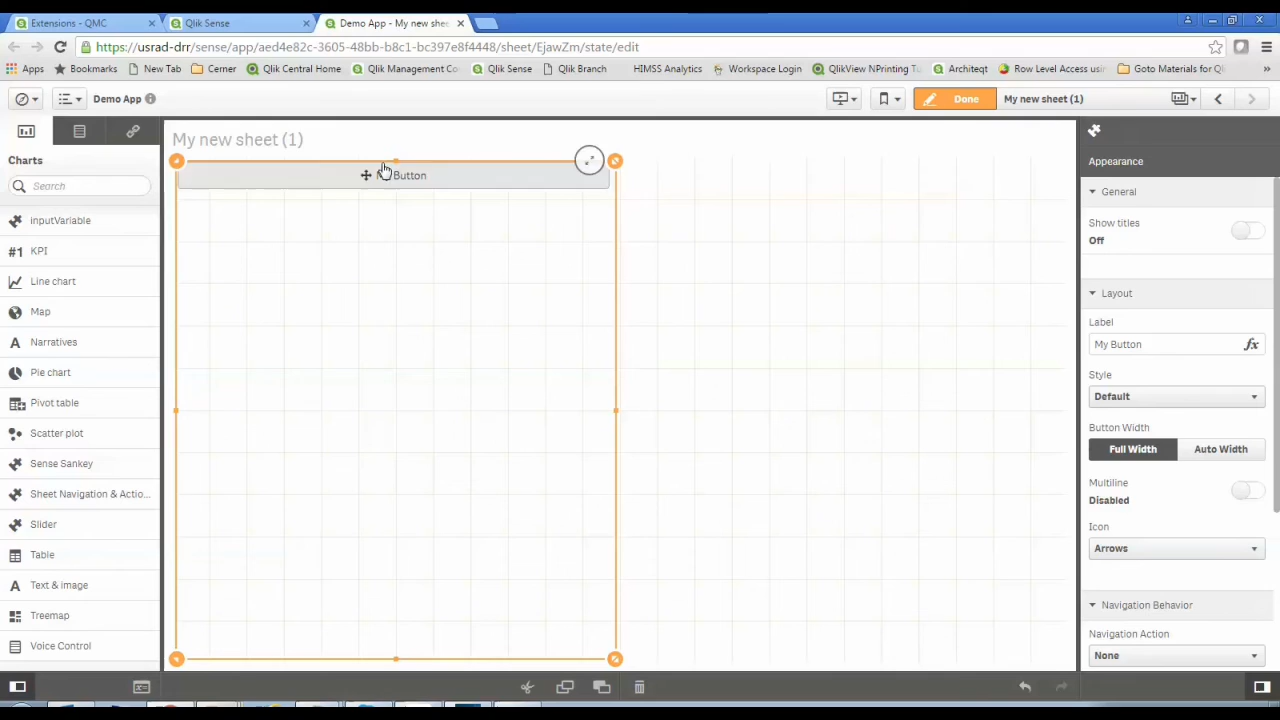 Extensions - QMC
Qlik Sense
Demo App - My new shee
https://usrad-drr/sense/app/aed4e82c-3605-48bb-b8c1-bc397e8f4448/sheet/EjawZm/state/edit
Apps
Bookmarks
New Tab
Cerner
Qlik Central Home
Qlik Management Co
Qlik Sense
Qlik Branch
HIMSS Analytics
Workspace Login
QlikView NPrinting Tu
Architeqt
Row Level Access usin
Goto Materials for Qli
»
Demo App
Done
My new sheet (1)
Charts
Search
inputVariable
#1 KPI
Line chart
Map
A Narratives
Pie chart
Pivot table
Scatter plot
Sense Sankey
Sheet Navigation & Actio...
Slider
Table
A Text & image
Treemap
Voice Control
My new sheet (1)
Button
Appearance
General
Show titles
Off
Layout
Label
My Button fx
Style
Default
Button Width
Full Width Auto Width
Multiline
Disabled
Icon
Arrows
Navigation Behavior
Navigation Action
None